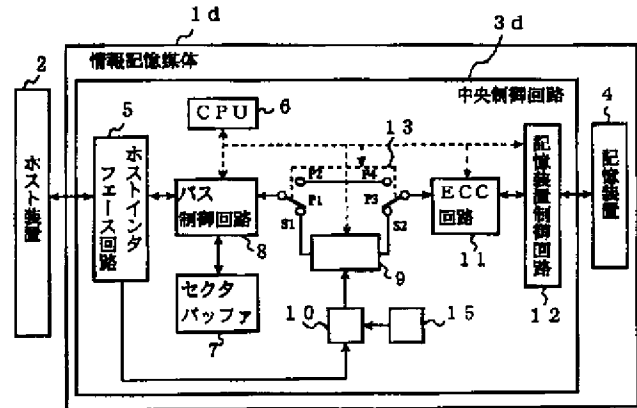 1d
3d
情報記憶媒体
2
ホスト装置
5
ホストインタ
フェース回路
CPU
6
中央制御回路
13
4
記憶装置
P2
P4
P1
P3
S1
S2
バス
制御回路
8
ECC
回路
11
記憶装置制御回路
12
セクタ
バッファ
7
9
10
15